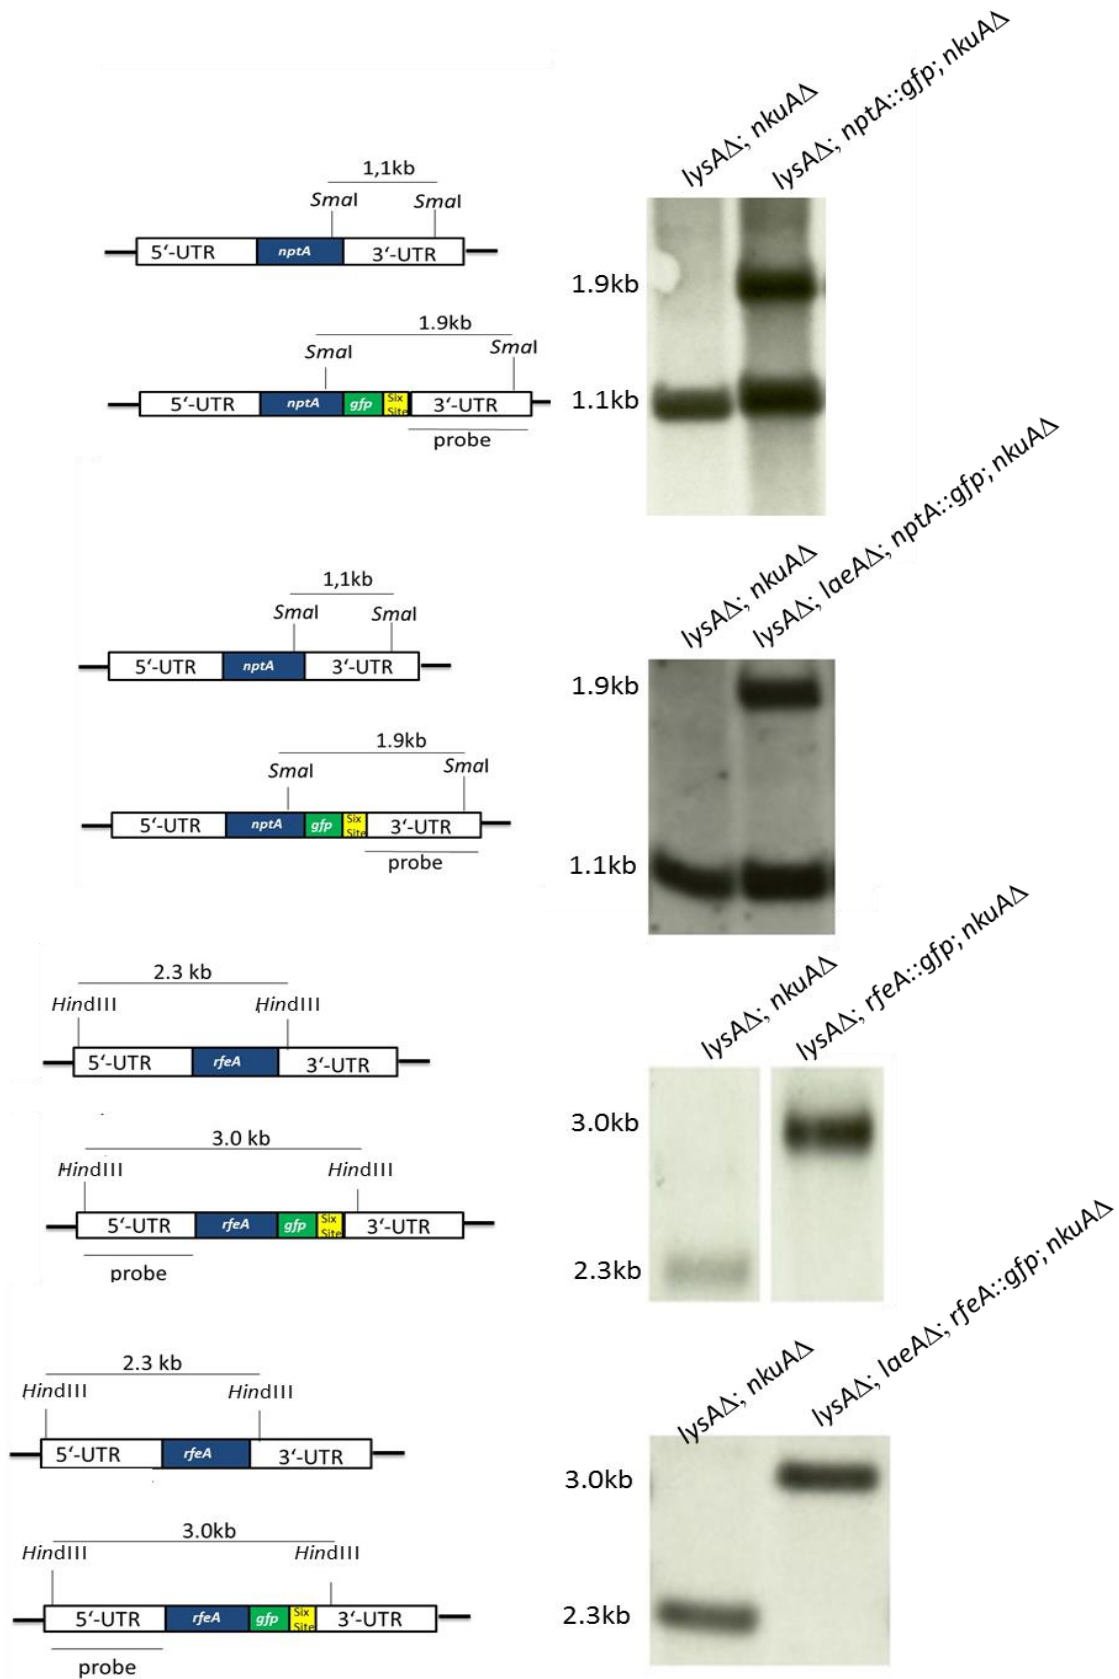 lysAΔ; nkuAΔ
lysAΔ; nptA::gfp; nkuAΔ
1,1kb
SmaI SmaI
5‘-UTR nptA 3‘-UTR
1.9kb
SmaI SmaI
5‘-UTR nptA gfp Six Site 3‘-UTR
probe
1.9kb
1.1kb
lysAΔ; nkuAΔ
lysAΔ; laeAΔ; nptA::gfp; nkuAΔ
1,1kb
SmaI SmaI
5‘-UTR nptA 3‘-UTR
1.9kb
SmaI SmaI
5‘-UTR nptA gfp Six Site 3‘-UTR
probe
1.9kb
1.1kb
lysAΔ; nkuAΔ
lysAΔ; rfeA::gfp; nkuAΔ
2.3 kb
HindIII HindIII
5‘-UTR rfeA 3‘-UTR
3.0 kb
HindIII HindIII
5‘-UTR rfeA gfp Six Site 3‘-UTR
probe
3.0kb
2.3kb
lysAΔ; nkuAΔ
lysAΔ; laeAΔ; rfeA::gfp; nkuAΔ
2.3 kb
HindIII HindIII
5‘-UTR rfeA 3‘-UTR
3.0kb
HindIII HindIII
5‘-UTR rfeA gfp Six Site 3‘-UTR
probe
3.0kb
2.3kb